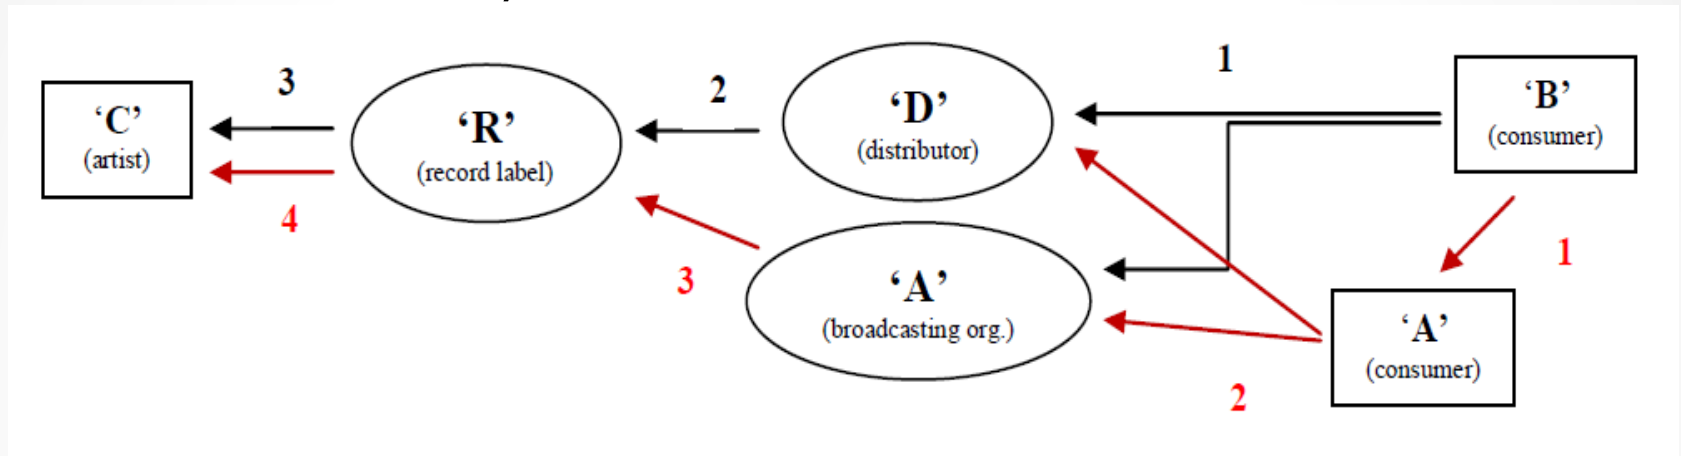 1
3
2
‘C’
(artist)
‘R’
(record label)
‘D’
(distributor)
‘B’
(consumer)
4
3
‘A’
(broadcasting org.)
1
‘A’
(consumer)
2